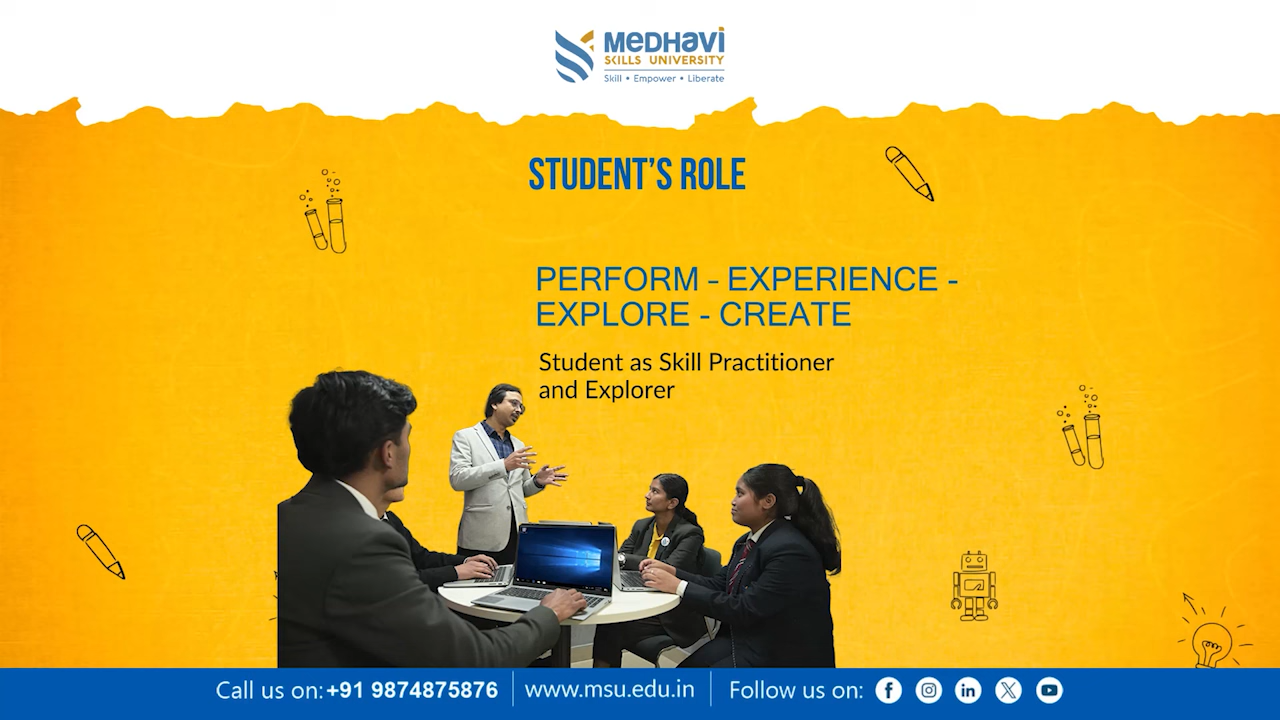 MEDHAVI
SKILLS UNIVERSITY
Skill • Empower • Liberate
STUDENT'S ROLE
PERFORM - EXPERIENCE -
EXPLORE - CREATE
Student as Skill Practitioner
and Explorer
Call us on: +91 9874875876 www.msu.edu.in Follow us on: